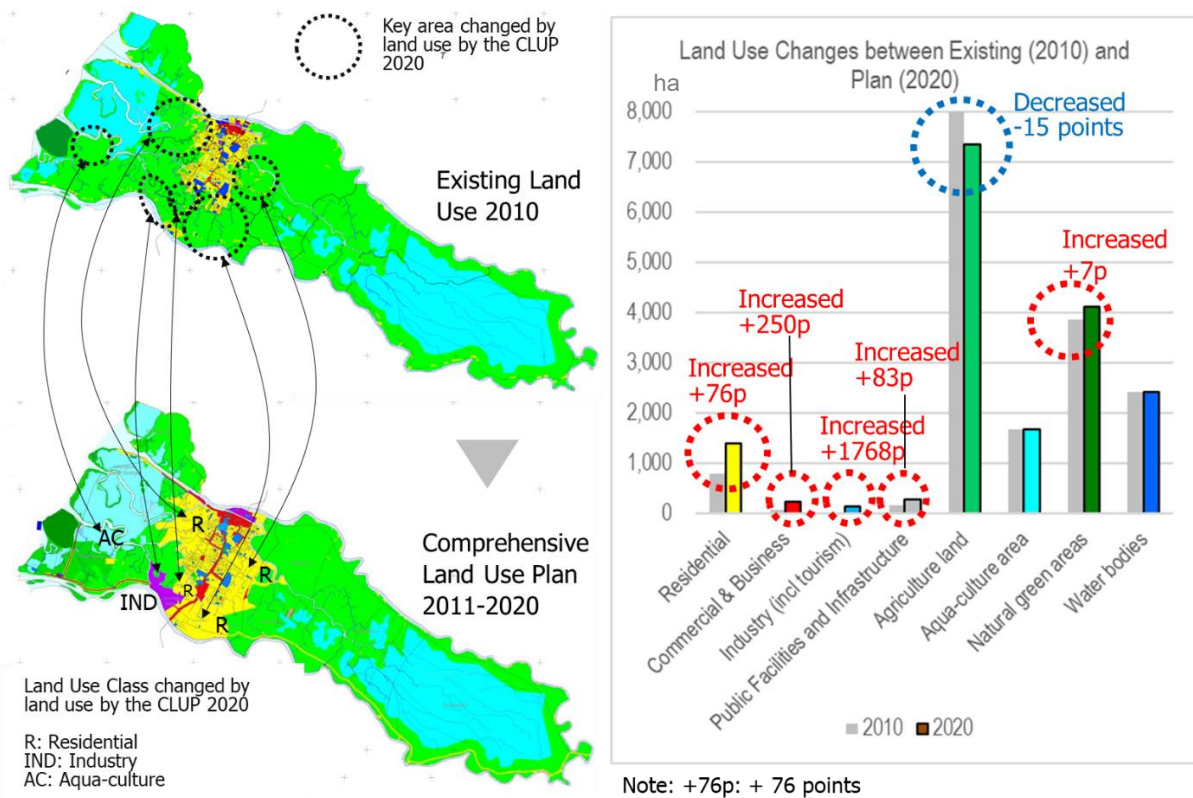 Key area changed by
land use by the CLUP
2020
Existing Land
Use 2010
AC
R
R
R
R
IND
Comprehensive
Land Use Plan
2011-2020
Land Use Class changed by
land use by the CLUP 2020
R: Residential
IND: Industry
AC: Aqua-culture
Land Use Changes between Existing (2010) and
Plan (2020)
ha
8,000
7,000
6,000
5,000
4,000
3,000
2,000
1,000
0
Decreased
-15 points
Increased
+7p
Increased
+250p
Increased
+83p
Increased
+76p
Increased
+1768p
Residential
Commercial & Business
Industry (incl tourism)
Public Facilities and Infrastructure
Agriculture land
Aqua-culture area
Natural green areas
Water bodies
2010
2020
Note: +76p: + 76 points